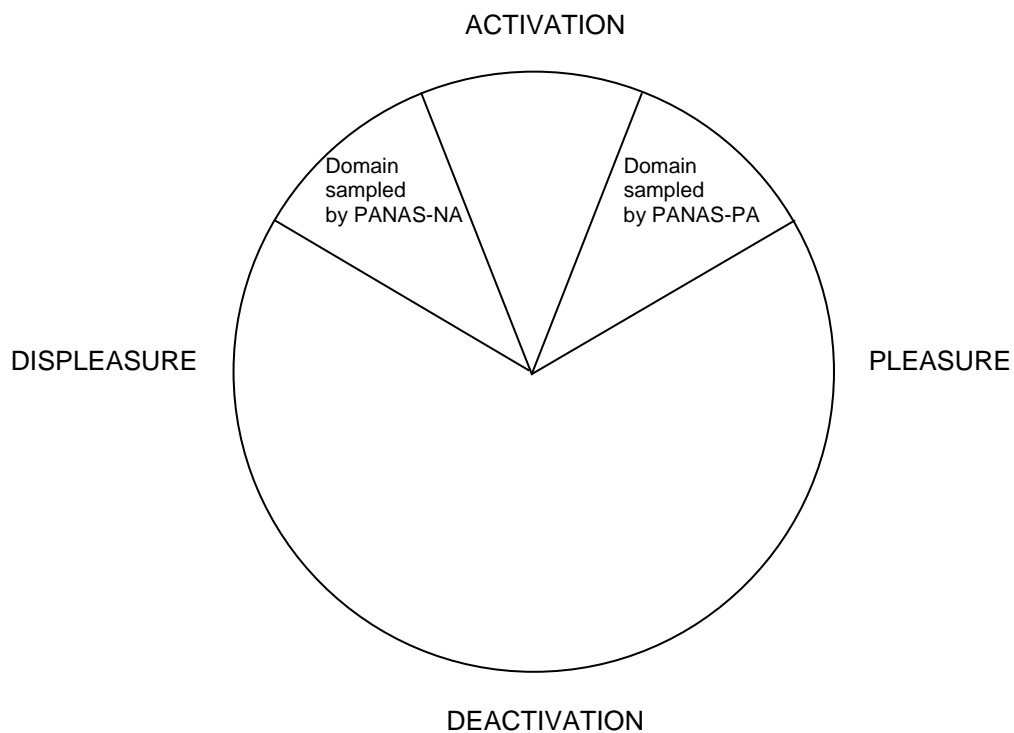 ACTIVATION
Domain
sampled
by PANAS-NA
Domain
sampled
by PANAS-PA
DISPLEASURE
PLEASURE
DEACTIVATION